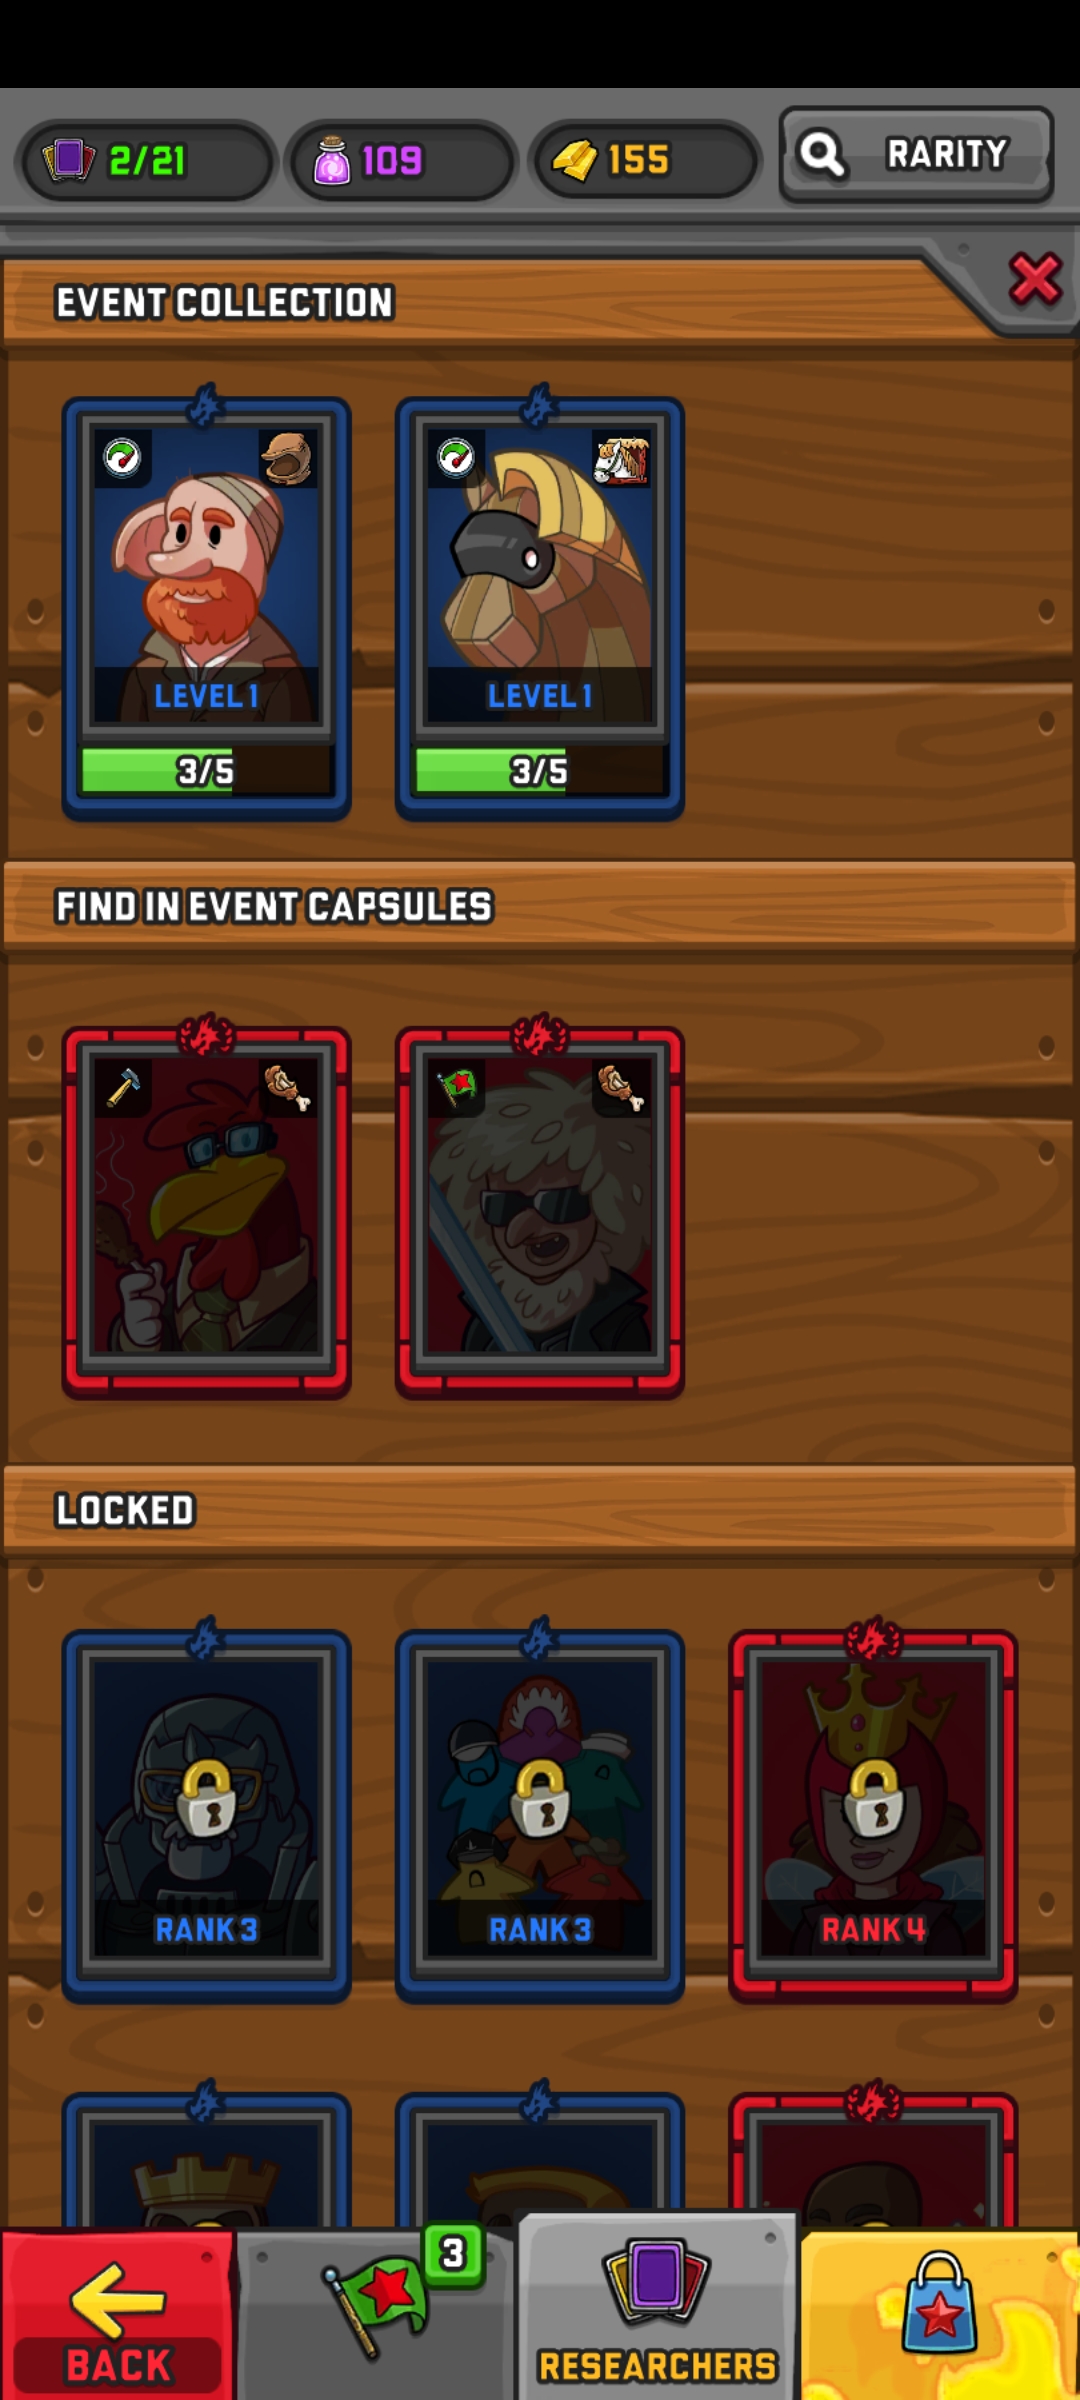 2/21
109
155
RARITY
EVENT COLLECTION
LEVEL 1
LEVEL 1
3/5
3/5
FIND IN EVENT CAPSULES
LOCKED
RANK 3
RANK 3
RANK 4
3
BACK
RESEARCHERS